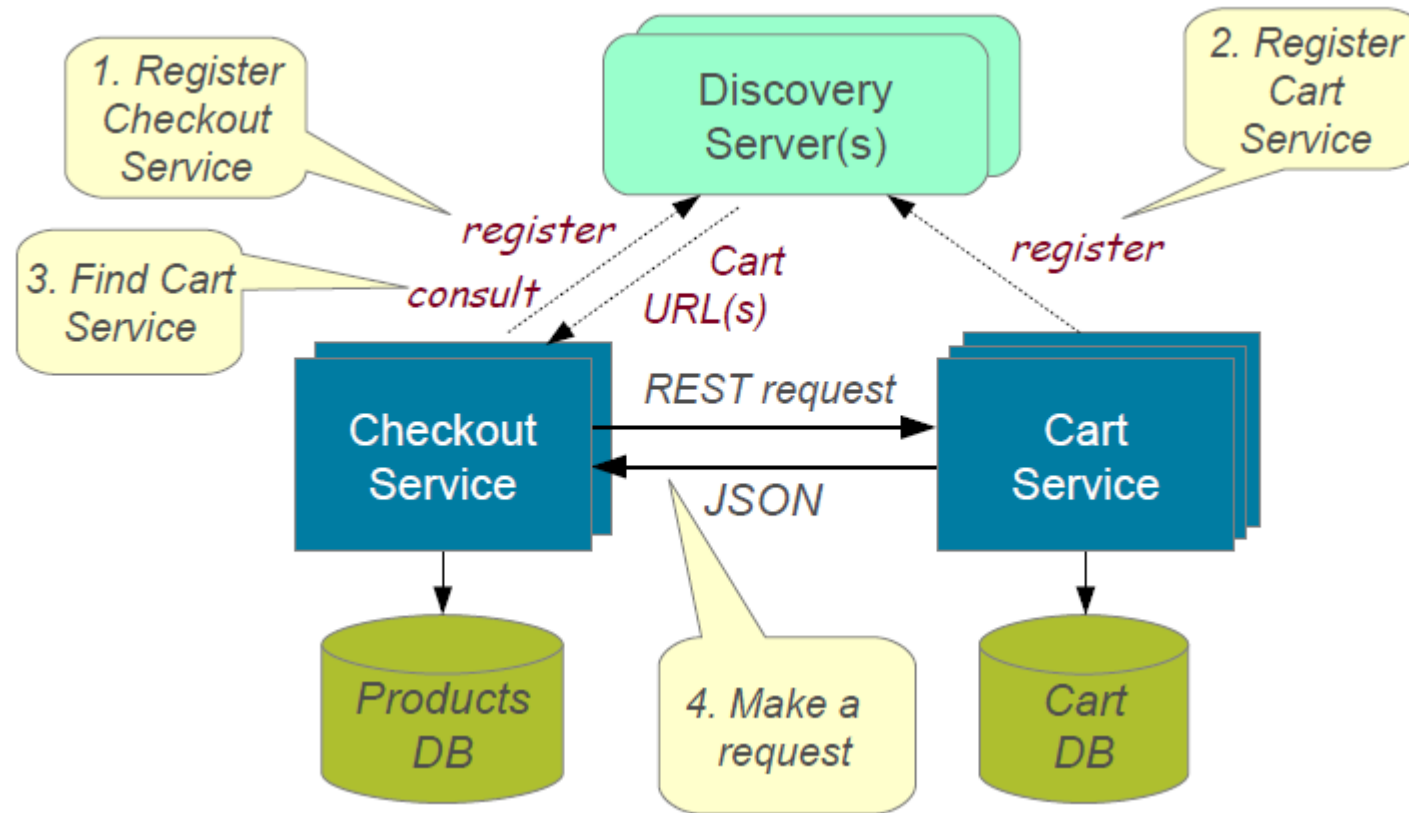 1. Register
Checkout
Service
Discovery
Server(s)
2. Register
Cart
Service
register
consult
Cart
URL(s)
register
3. Find Cart
Service
Checkout
Service
REST request
JSON
Cart
Service
Products
DB
4. Make a
request
Cart
DB